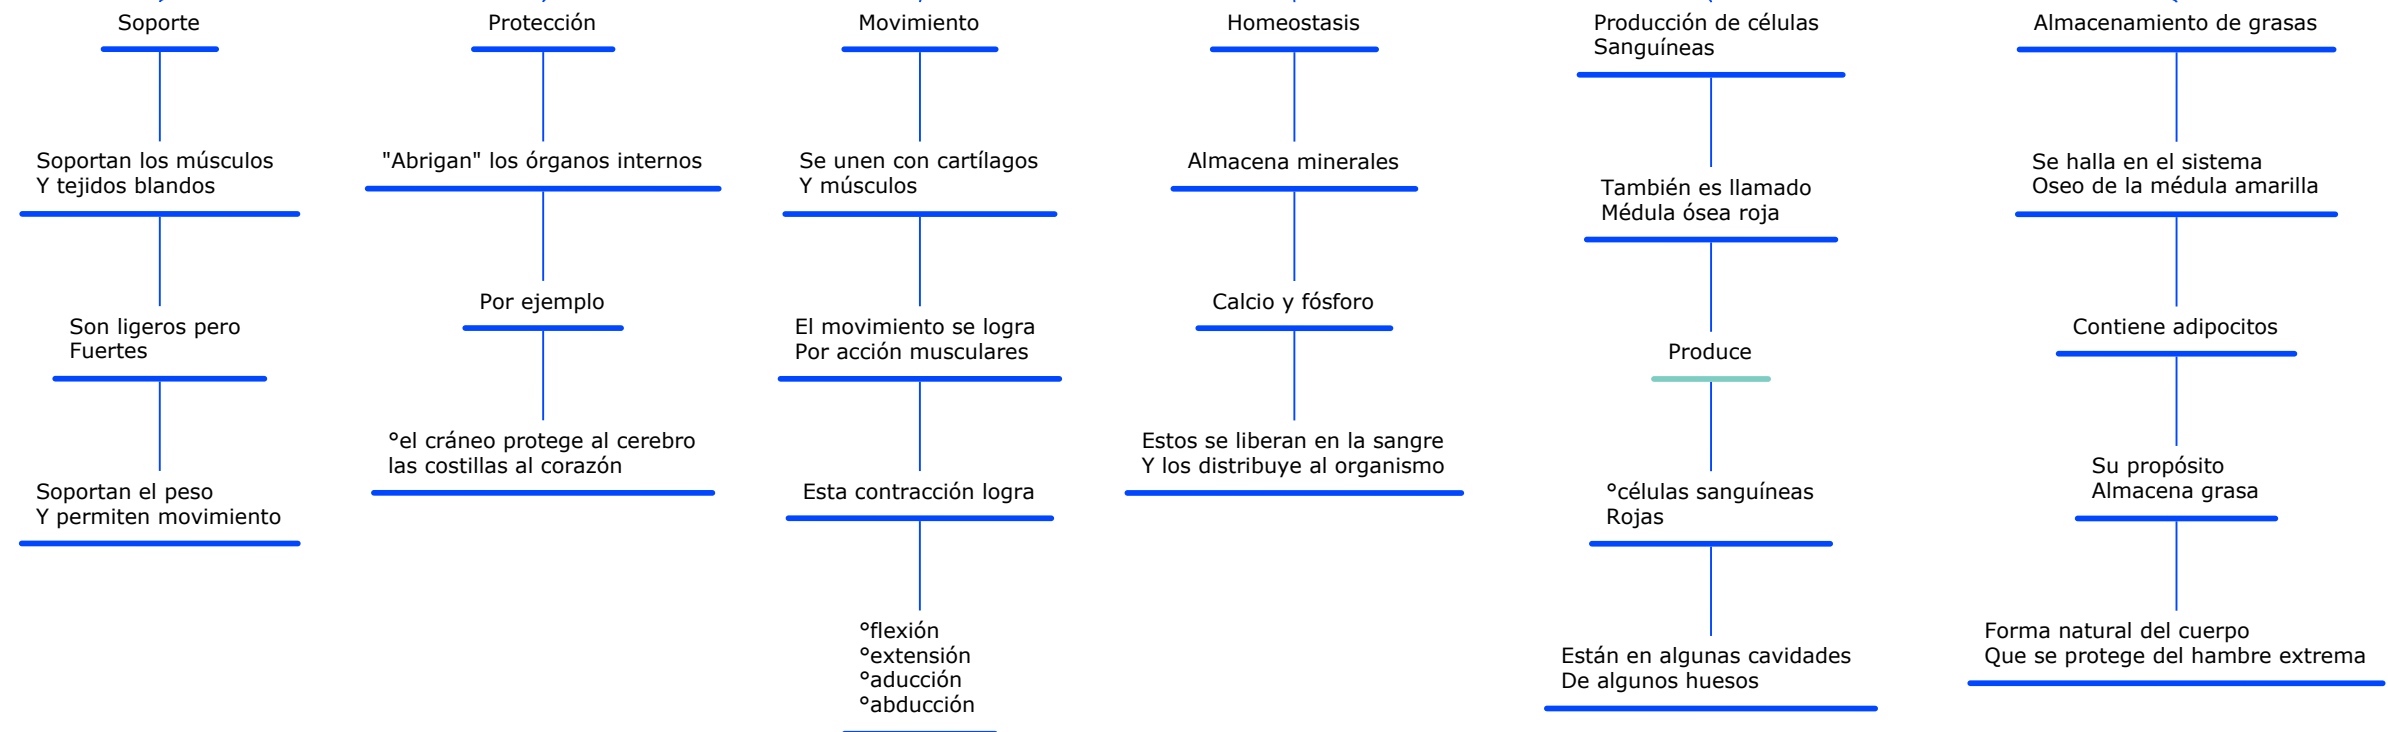 Soporte
Soportan los músculos
Y tejidos blandos
Son ligeros pero
Fuertes
Soportan el peso
Y permiten movimiento
Protección
"Abrigan" los órganos internos
Por ejemplo
°el cráneo protege al cerebro
las costillas al corazón
Movimiento
Se unen con cartílagos
Y músculos
El movimiento se logra
Por acción musculares
Esta contracción logra
°flexión
°extensión
°aducción
°abducción
Homeostasis
Almacena minerales
Calcio y fósforo
Estos se liberan en la sangre
Y los distribuye al organismo
Producción de células
Sanguíneas
También es llamado
Médula ósea roja
Produce
°células sanguíneas
Rojas
Están en algunas cavidades
De algunos huesos
Almacenamiento de grasas
Se halla en el sistema
Oseo de la médula amarilla
Contiene adipocitos
Su propósito
Almacena grasa
Forma natural del cuerpo
Que se protege del hambre extrema